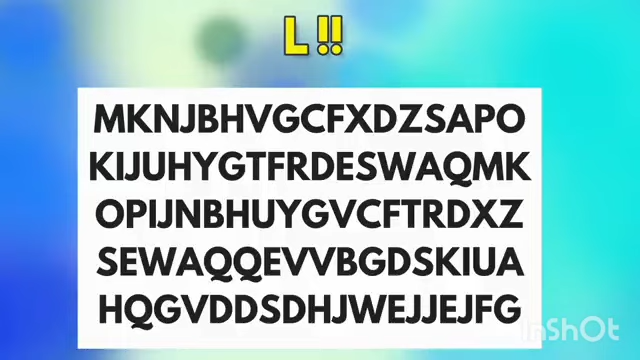 L!!
MKNJBHVGCFXDZSAPO
KIJUHYGTFRDESWAQMK
OPIJNBHUYGVCFTRDXZ
SEWAQQEVVBGDSKIUA
HQGVDDSDHJWEJJEJFG
InShOt